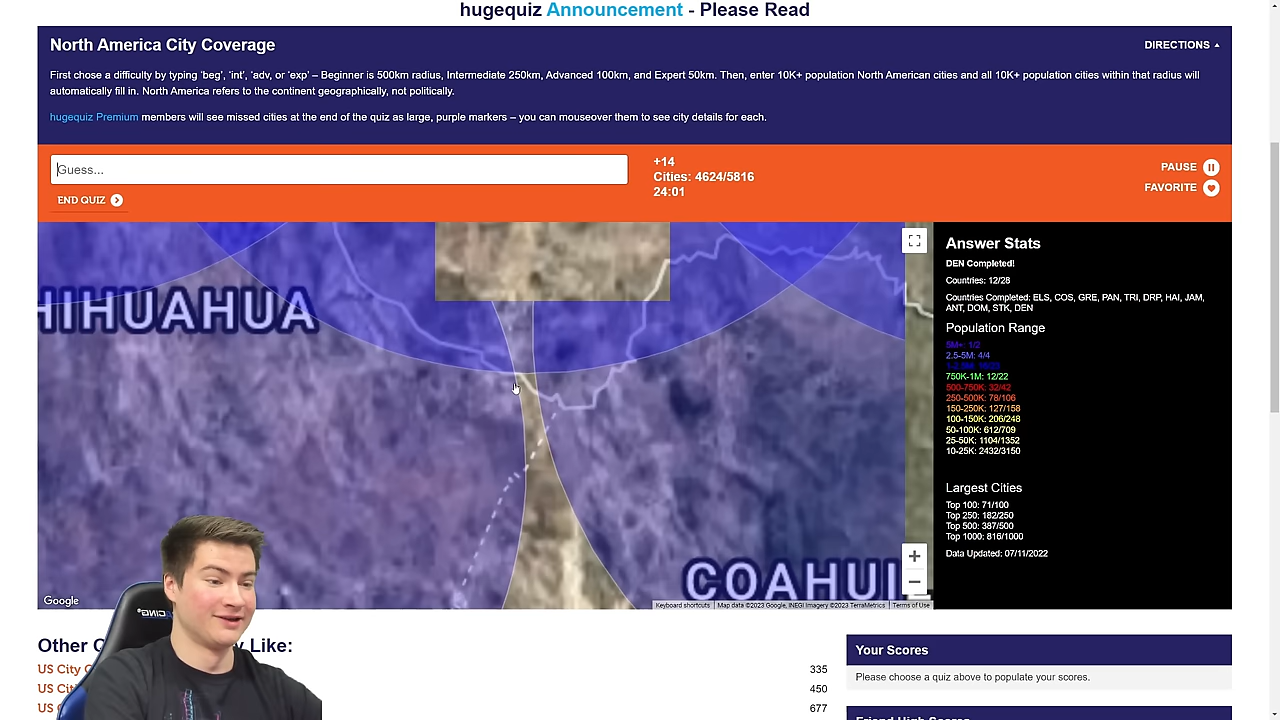 hugequiz Announcement - Please Read
North America City Coverage
DIRECTIONS
First chose a difficulty by typing 'beg', 'int', 'adv, or 'exp' – Beginner is 500km radius, Intermediate 250km, Advanced 100km, and Expert 50km. Then, enter 10K+ population North American cities and all 10K+ population cities within that radius will
automatically fill in. North America refers to the continent geographically, not politically.
hugequiz Premium members will see missed cities at the end of the quiz as large, purple markers – you can mouseover them to see city details for each.
Guess...
+14
Cities: 4624/5816
24:01
PAUSE
FAVORITE
END QUIZ
HIHUAHUA
COAHUI
Google
Keyboard shortcuts
Map data ©2023 Google, INEGI Imagery ©2023 TerraMetrics
Terms of Use
Answer Stats
DEN Completed!
Countries: 12/28
Countries Completed: ELS, COS, GRE, PAN, TRI, DRP, HAI, JAM,
ANT, DOM, STK, DEN
Population Range
5M+: 1/2
2.5-5M: 4/4
750K-1M: 12/22
500-750K: 32/42
250-500K: 78/106
150-250K: 127/158
100-150K: 206/248
50-100K: 612/709
25-50K: 1104/1352
10-25K: 2432/3150
Largest Cities
Top 100: 71/100
Top 250: 182/250
Top 500: 387/500
Top 1000: 816/1000
Data Updated: 07/11/2022
Other Like:
US City 335
US 450
US 677
Your Scores
Please choose a quiz above to populate your scores.
Friend High Scores